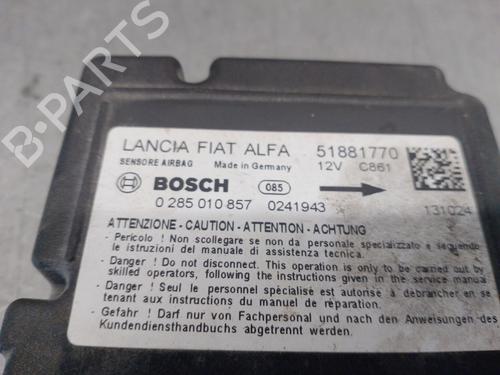 B-PARTS
LANCIA FIAT ALFA 51881770
SENSORE AIRBAG Made in Germany 12V C861
BOSCH 085
0 285 010 857 0241943 131024
ATTENZIONE - CAUTION - ATTENTION - ACHTUNG
- Pericolo ! Non scollegare se non da personale specializzato e seguendo
le istruzioni del manuale di assistenza tecnica.
- Danger ! Do not disconnect. This operation is only to be carried out by
skilled operators, following the instructions given in the service manual
- Danger ! Seul le personnel spécialisé est autorisé à débrancher en se
tenant aux instructions du manuel de réparation.
- Gefahr ! Darf nur von Fachpersonal und nach den Anweisungen des
Kundendiensthandbuchs abgetrennt werden.